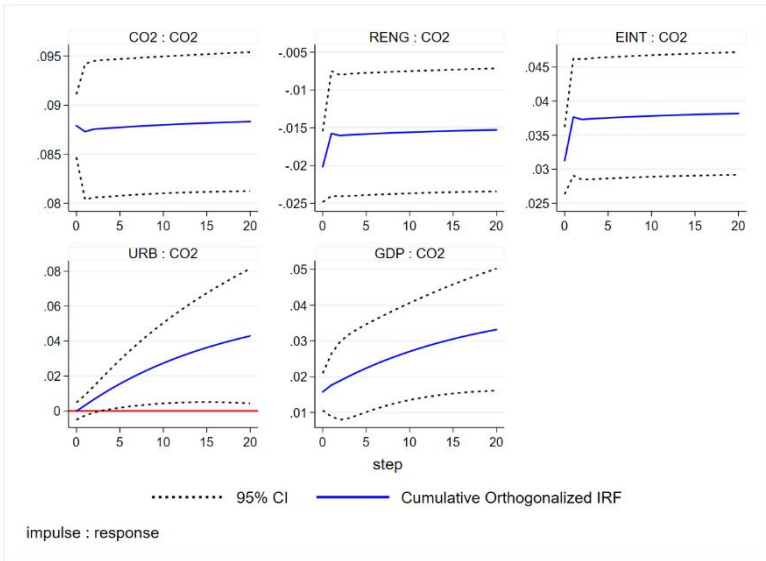 CO2 : CO2
.095
.09
.085
.08
0 5 10 15 20
RENG : CO2
-.005
-.01
-.015
-.02
-.025
0 5 10 15 20
EINT : CO2
.045
.04
.035
.03
.025
0 5 10 15 20
URB : CO2
.08
.06
.04
.02
0
0 5 10 15 20
GDP : CO2
.05
.04
.03
.02
.01
0 5 10 15 20
step
95% CI
Cumulative Orthogonalized IRF
impulse : response